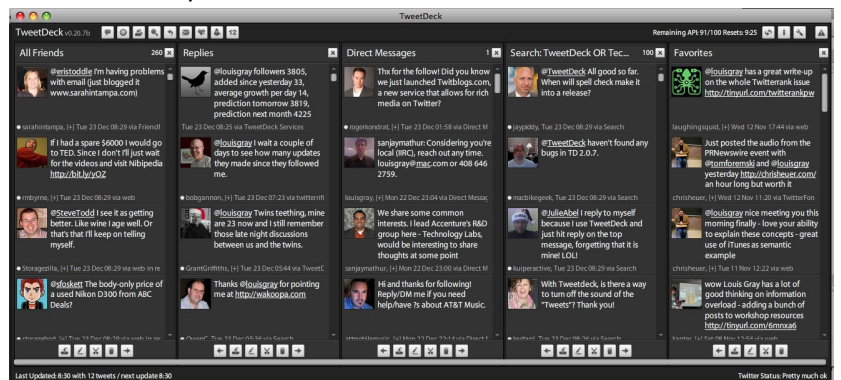 TweetDeck
TweetDeck v0.20.7b
12
Remaining API: 91/100 Resets: 9:25
All Friends 260
@eristoddle I'm having problems
with email (just blogged it
www.sarahintampa.com)
sarahintampa, [+] Tue 23 Dec 08:29 via Friendl
If I had a spare $6000 I would go
to TED. Since I don't I'll just wait
for the videos and visit Nibipedia
http://bit.ly/yOZ
rmbyrne, [+] Tue 23 Dec 08:29 via web
@SteveTodd I see it as getting
better. Like wine I age well. Or
that's that I'll keep on telling
myself.
Storagezilla, [+] Tue 23 Dec 08:29 via web in re
@sfoskett The body-only price of
a used Nikon D300 from ABC
Deals?
Replies
@louisgray followers 3805,
added since yesterday 33,
average growth per day 14,
prediction tomorrow 3819,
prediction next month 4225
Tue 23 Dec 08:25 via TweetDeck Services
@louisgray I wait a couple of
days to see how many updates
they made since they followed
me.
bobgannon, [+] Tue 23 Dec 07:23 via twitterrifi
@louisgray Twins teething, mine
are 23 now and I still remember
those late night discussions
between us and the twins.
GrantGriffiths, [+] Tue 23 Dec 05:44 via TweetD
Thanks @louisgray for pointing
me at http://wakoopa.com
Direct Messages 1
Thx for the follow! Did you know
we just launched Twitblogs.com,
a new service that allows for rich
media on Twitter?
rogerkondrat, [+] Tue 23 Dec 01:58 via Direct M
sanjaymathur: Considering you're
local (IIRC), reach out any time.
louisgray@mac.com or 408 646
2759.
louisgray, [+] Mon 22 Dec 23:04 via Direct Messag
We share some common
interests. I lead Accenture's R&D
group here - Technology Labs,
would be interesting to share
thoughts at some point
sanjaymathur, [+] Mon 22 Dec 23:00 via Direct M
Hi and thanks for following!
Reply/DM me if you need
help/have ?s about AT&T Music.
Search: TweetDeck OR Tec... 100
@TweetDeck All good so far.
When will spell check make it
into a release?
jaypiddy, [+] Tue 23 Dec 08:29 via Search
@TweetDeck haven't found any
bugs in TD 2.0.7.
macbikegeek, [+] Tue 23 Dec 08:29 via Search
@JulieAbel I reply to myself
because I use TweetDeck and
just hit reply on the top
message, forgetting that it is
mine! LOL!
kuiperactive, [+] Tue 23 Dec 08:29 via Search
With Tweetdeck, is there a way
to turn off the sound of the
"Tweets"? Thank you!
Favorites
@louisgray has a great write-up
on the whole Twitterrank issue
http://tinyurl.com/twitterankpw
laughingsquid, [+] Wed 12 Nov 17:44 via web
Just posted the audio from the
PRNewswire event with
@tomforemski and @louisgray
yesterday http://chrisheuer.com/
an hour long but worth it
chrisheuer, [+] Wed 12 Nov 11:20 via TwitterFon
@louisgray nice meeting you this
morning finally - love your ability
to explain these concepts - great
use of iTunes as semantic
example
chrisheuer, [+] Tue 11 Nov 12:22 via web
wow Louis Gray has a lot of
good thinking on information
overload - adding a bunch of
posts to workshop resources
http://tinyurl.com/6mnxa6
Last Updated: 8:30 with 12 tweets / next update 8:30
Twitter Status: Pretty much ok